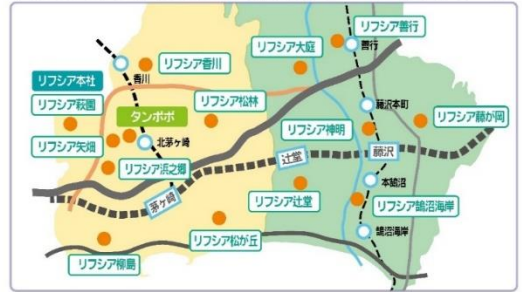 リフシア善行
リフシア大庭
善行
リフシア香川
リフシア本社
香川
リフシア萩園
タンポポ
リフシア松林
藤沢本町
リフシア藤が岡
リフシア神明
リフシア矢畑
北茅ヶ崎
辻堂
藤沢
リフシア浜之郷
本鵠沼
茅ヶ崎
リフシア辻堂
リフシア鵠沼海岸
リフシア松が丘
鵠沼海岸
リフシア柳島